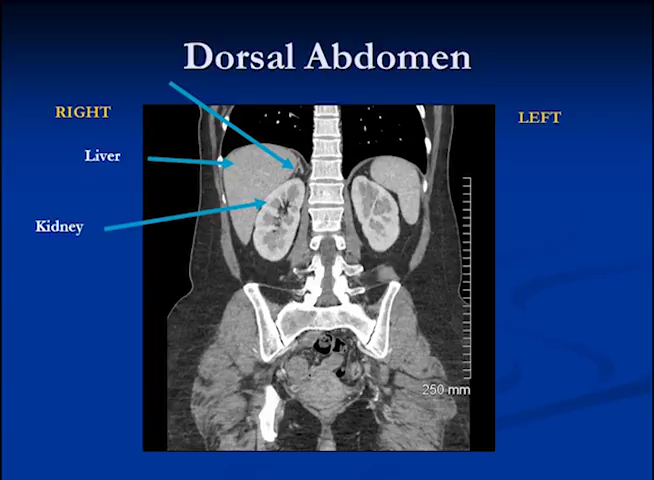 Dorsal Abdomen
RIGHT
LEFT
Liver
Kidney
250 mm